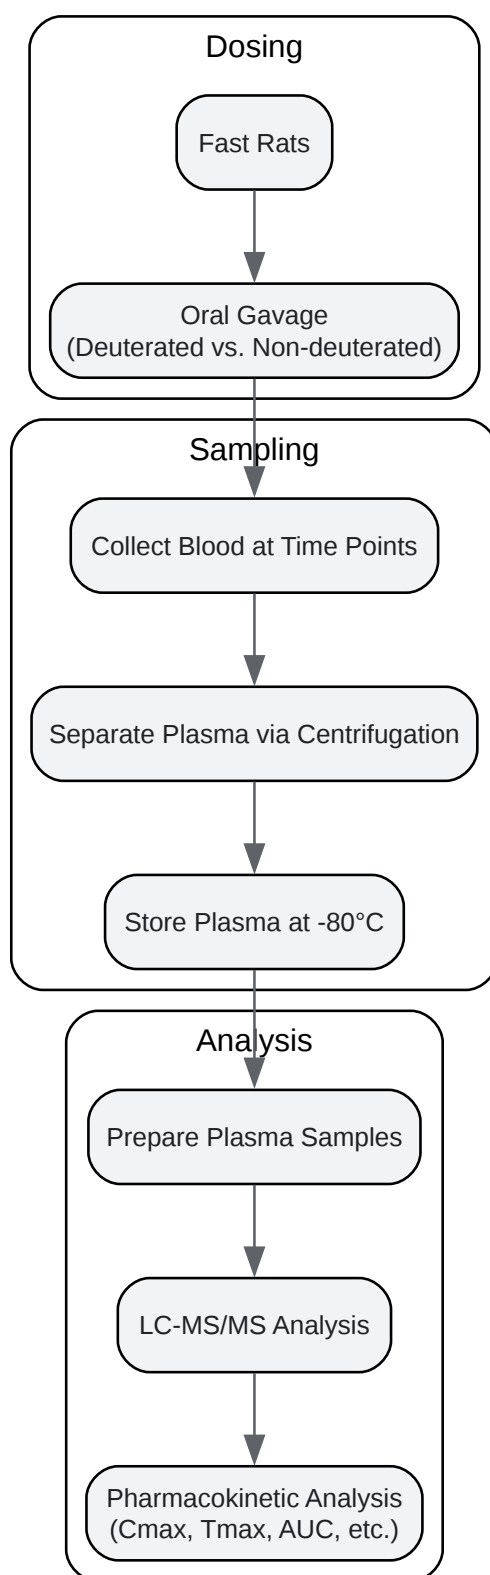 Dosing
Fast Rats
Oral Gavage
(Deuterated vs. Non-deuterated)
Sampling
Collect Blood at Time Points
Separate Plasma via Centrifugation
Store Plasma at -80°C
Analysis
Prepare Plasma Samples
LC-MS/MS Analysis
Pharmacokinetic Analysis
(Cmax, Tmax, AUC, etc.)